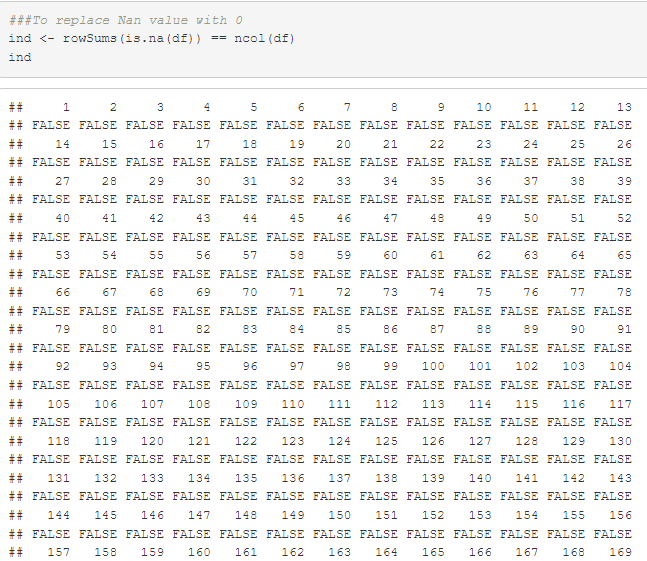 ###To replace Nan value with 0
ind <- rowSums(is.na(df)) == ncol(df)
ind
##     1     2     3     4     5     6     7     8     9    10    11    12    13
## FALSE FALSE FALSE FALSE FALSE FALSE FALSE FALSE FALSE FALSE FALSE FALSE FALSE
##    14    15    16    17    18    19    20    21    22    23    24    25    26
## FALSE FALSE FALSE FALSE FALSE FALSE FALSE FALSE FALSE FALSE FALSE FALSE FALSE
##    27    28    29    30    31    32    33    34    35    36    37    38    39
## FALSE FALSE FALSE FALSE FALSE FALSE FALSE FALSE FALSE FALSE FALSE FALSE FALSE
##    40    41    42    43    44    45    46    47    48    49    50    51    52
## FALSE FALSE FALSE FALSE FALSE FALSE FALSE FALSE FALSE FALSE FALSE FALSE FALSE
##    53    54    55    56    57    58    59    60    61    62    63    64    65
## FALSE FALSE FALSE FALSE FALSE FALSE FALSE FALSE FALSE FALSE FALSE FALSE FALSE
##    66    67    68    69    70    71    72    73    74    75    76    77    78
## FALSE FALSE FALSE FALSE FALSE FALSE FALSE FALSE FALSE FALSE FALSE FALSE FALSE
##    79    80    81    82    83    84    85    86    87    88    89    90    91
## FALSE FALSE FALSE FALSE FALSE FALSE FALSE FALSE FALSE FALSE FALSE FALSE FALSE
##    92    93    94    95    96    97    98    99   100   101   102   103   104
## FALSE FALSE FALSE FALSE FALSE FALSE FALSE FALSE FALSE FALSE FALSE FALSE FALSE
##   105   106   107   108   109   110   111   112   113   114   115   116   117
## FALSE FALSE FALSE FALSE FALSE FALSE FALSE FALSE FALSE FALSE FALSE FALSE FALSE
##   118   119   120   121   122   123   124   125   126   127   128   129   130
## FALSE FALSE FALSE FALSE FALSE FALSE FALSE FALSE FALSE FALSE FALSE FALSE FALSE
##   131   132   133   134   135   136   137   138   139   140   141   142   143
## FALSE FALSE FALSE FALSE FALSE FALSE FALSE FALSE FALSE FALSE FALSE FALSE FALSE
##   144   145   146   147   148   149   150   151   152   153   154   155   156
## FALSE FALSE FALSE FALSE FALSE FALSE FALSE FALSE FALSE FALSE FALSE FALSE FALSE
##   157   158   159   160   161   162   163   164   165   166   167   168   169